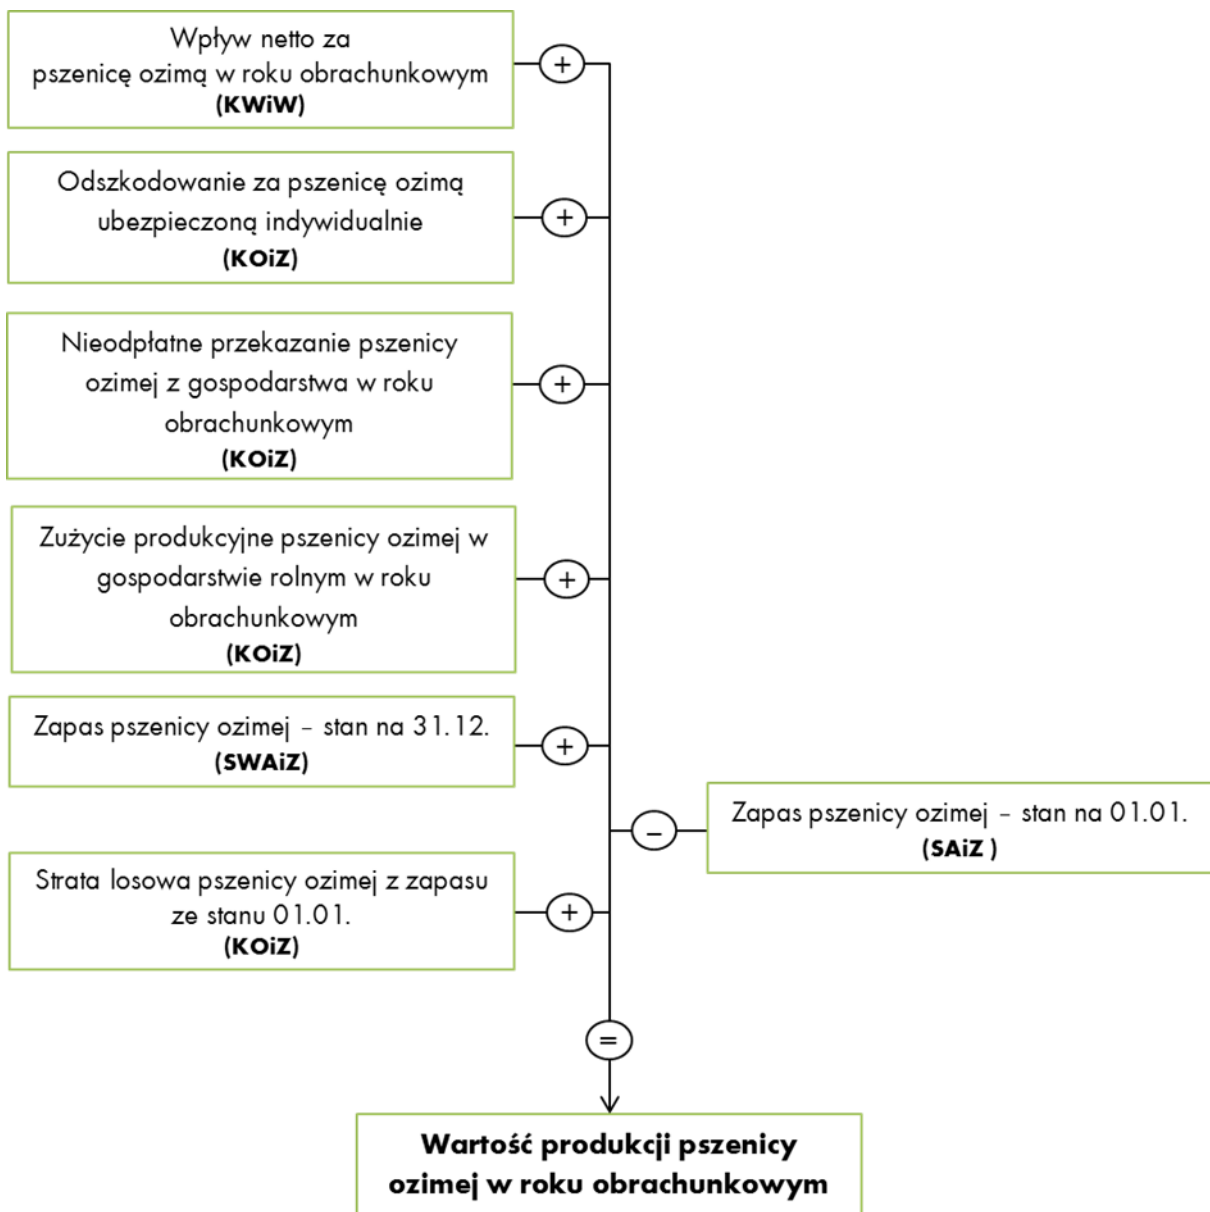 Wpływ netto za
pszenicę ozimą w roku obrachunkowym
(KWiW)
+
Odszkodowanie za pszenicę ozimą
ubezpieczoną indywidualnie
(KOiZ)
+
Nieodpłatne przekazanie pszenicy
ozimej z gospodarstwa w roku
obrachunkowym
(KOiZ)
+
Zużycie produkcyjne pszenicy ozimej w
gospodarstwie rolnym w roku
obrachunkowym
(KOiZ)
+
Zapas pszenicy ozimej – stan na 31.12.
(SWAiZ)
+
Zapas pszenicy ozimej – stan na 01.01.
(SAiZ )
–
Strata losowa pszenicy ozimej z zapasu
ze stanu 01.01.
(KOiZ)
+
=
Wartość produkcji pszenicy
ozimej w roku obrachunkowym